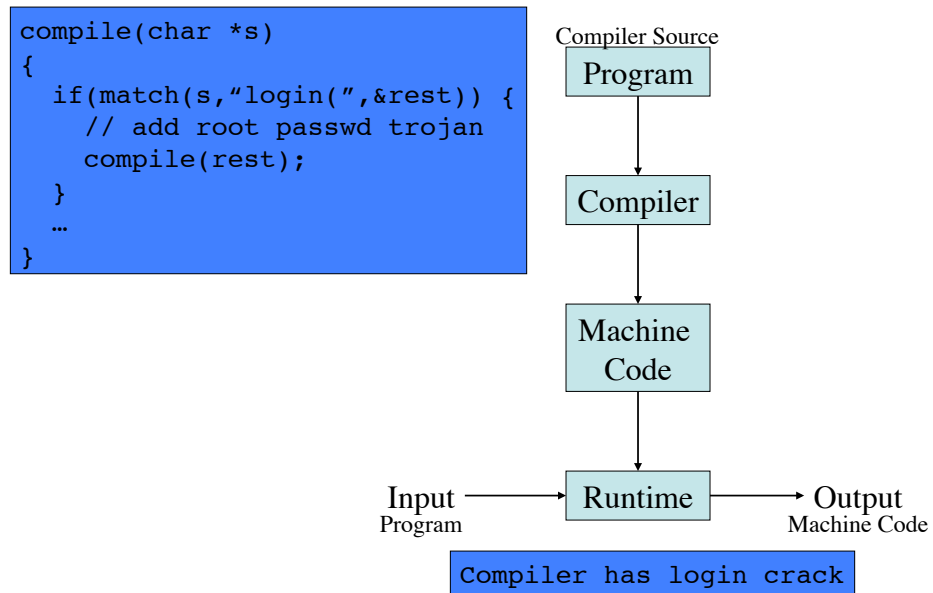 compile(char *s)
{
if(match(s,“login(”,&rest)) {
// add root passwd trojan
compile(rest);
}
…
}
Compiler Source
Program
Compiler
Machine
Code
Input
Program
Runtime
Output
Machine Code
Compiler has login crack